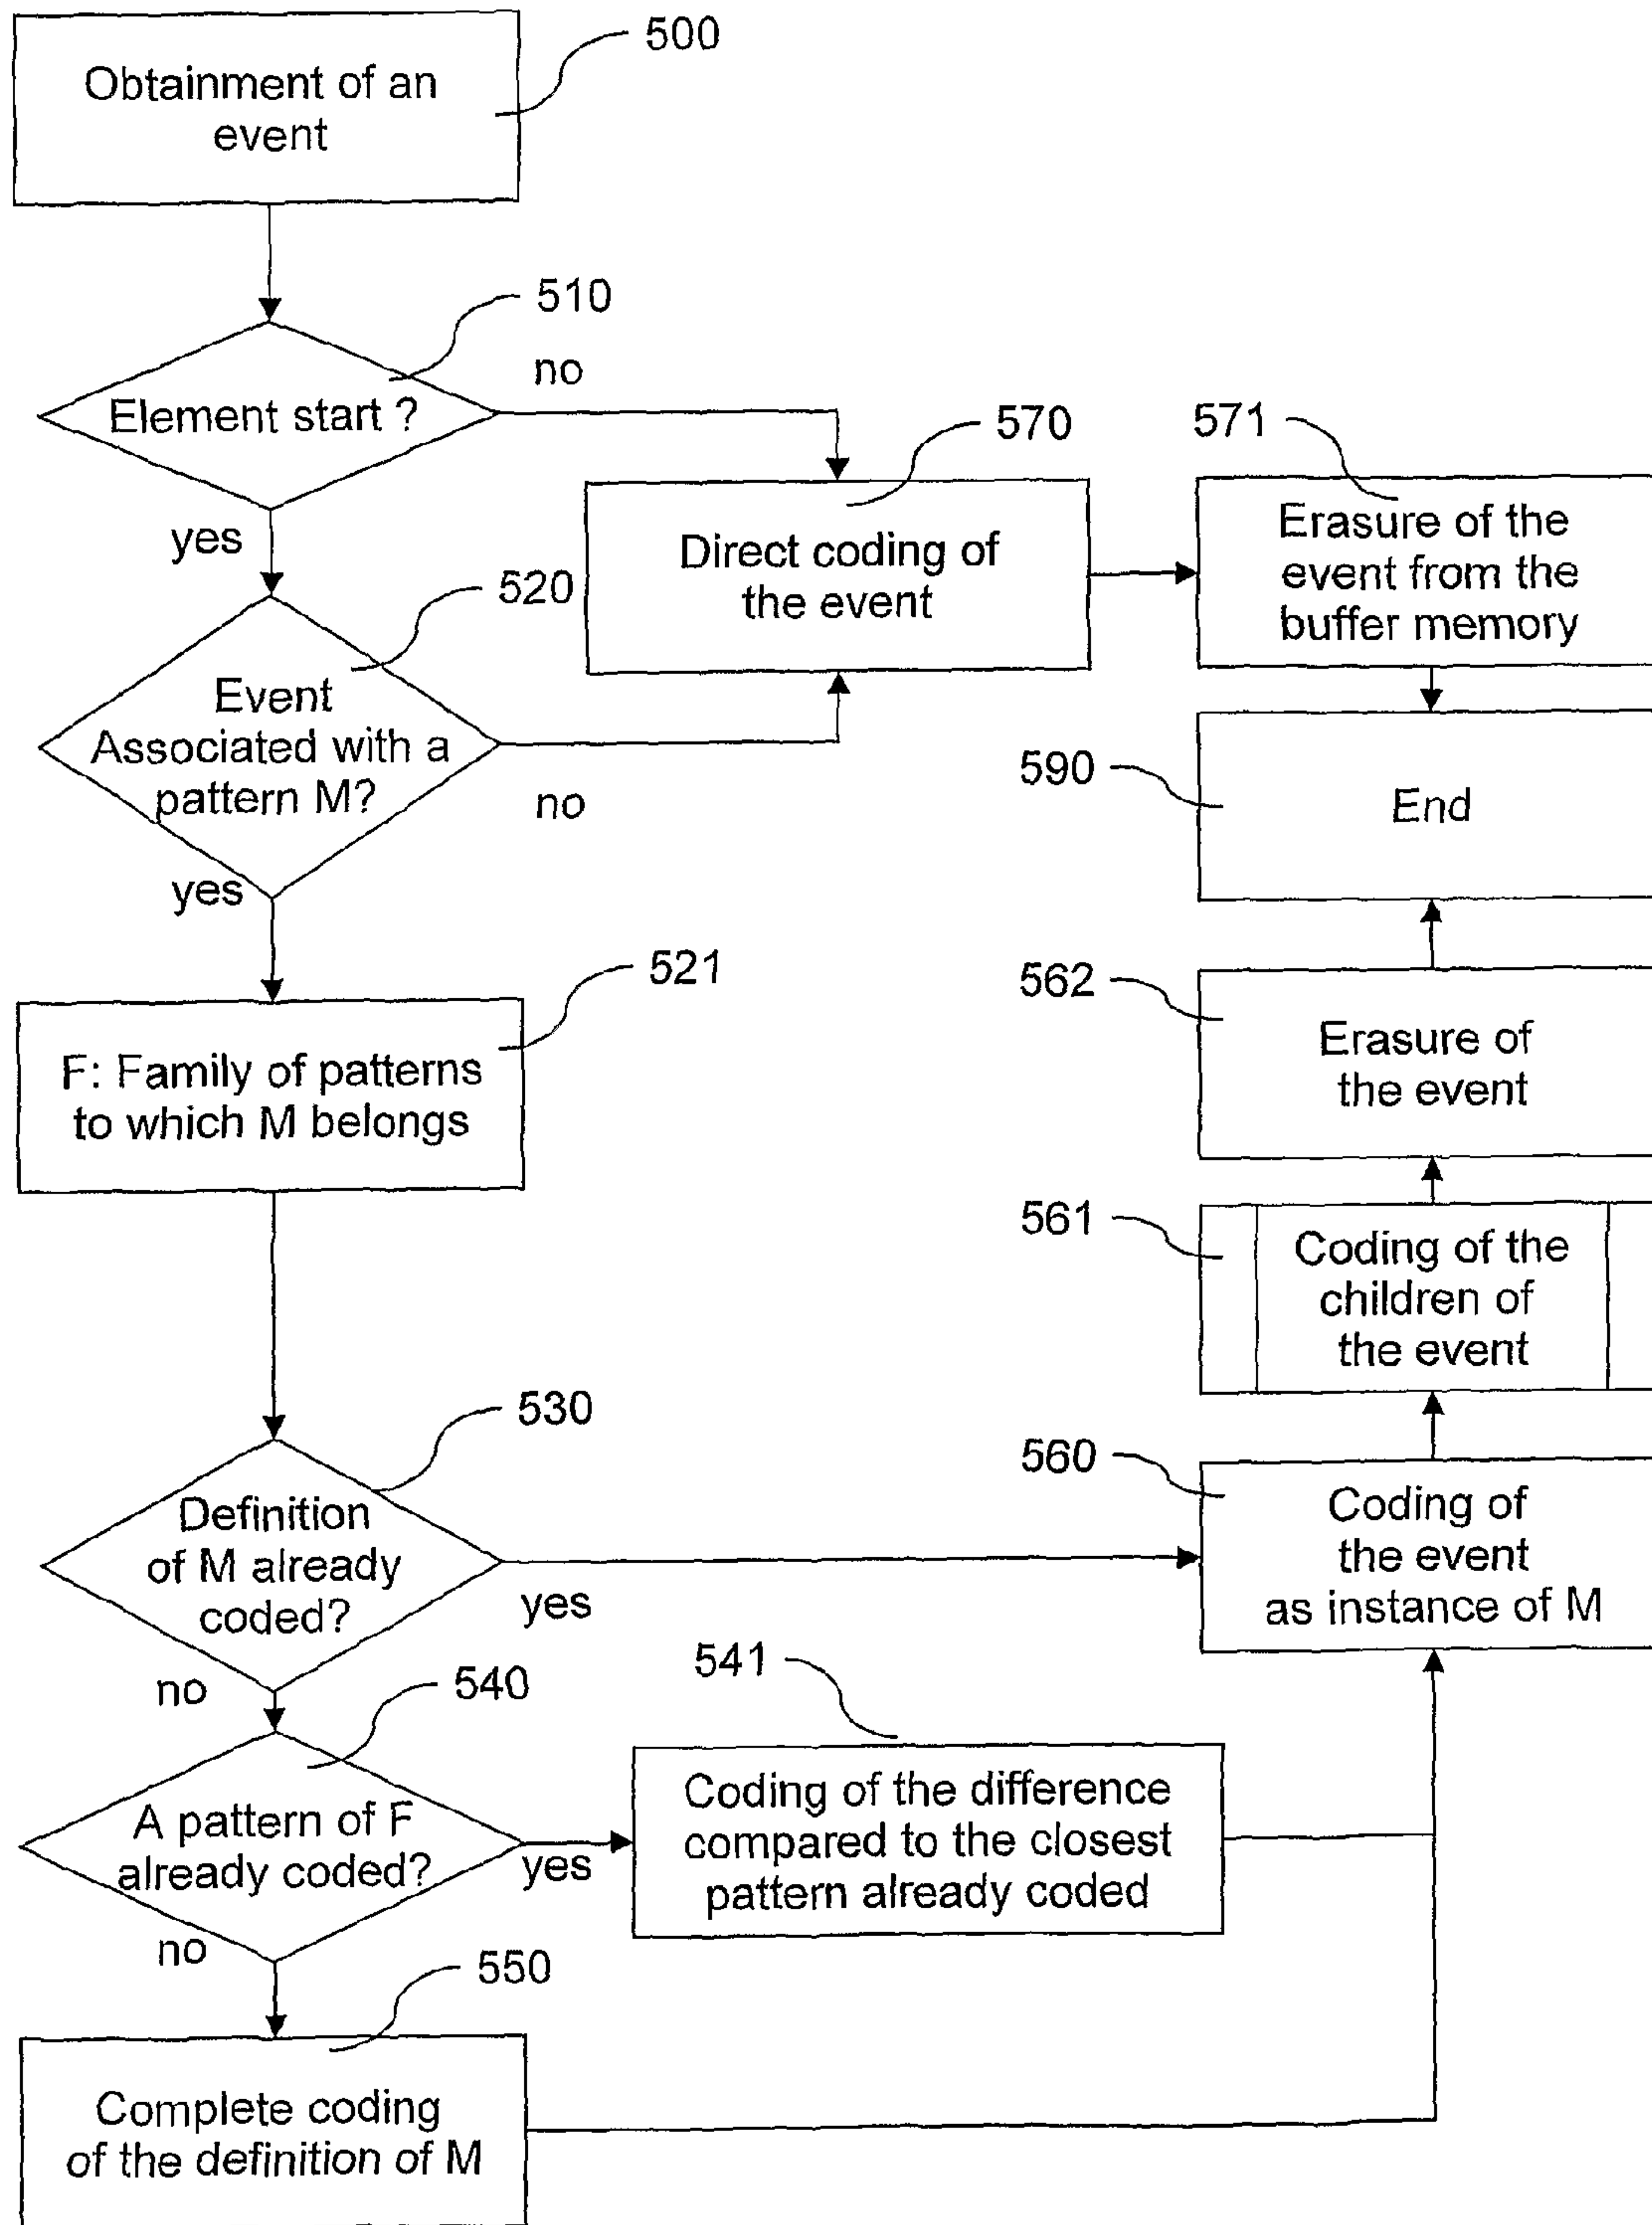 Obtainment of an
event
500
510
Element start ?
no
yes
570
Direct coding of
the event
571
Erasure of the
event from the
buffer memory
520
Event
Associated with a
pattern M?
no
yes
590
End
521
F: Family of patterns
to which M belongs
562
Erasure of
the event
561
Coding of the
children of
the event
530
Definition
of M already
coded?
yes
no
560
Coding of
the event
as instance of M
540
A pattern of F
already coded?
yes
no
541
Coding of the difference
compared to the closest
pattern already coded
550
Complete coding
of the definition of M